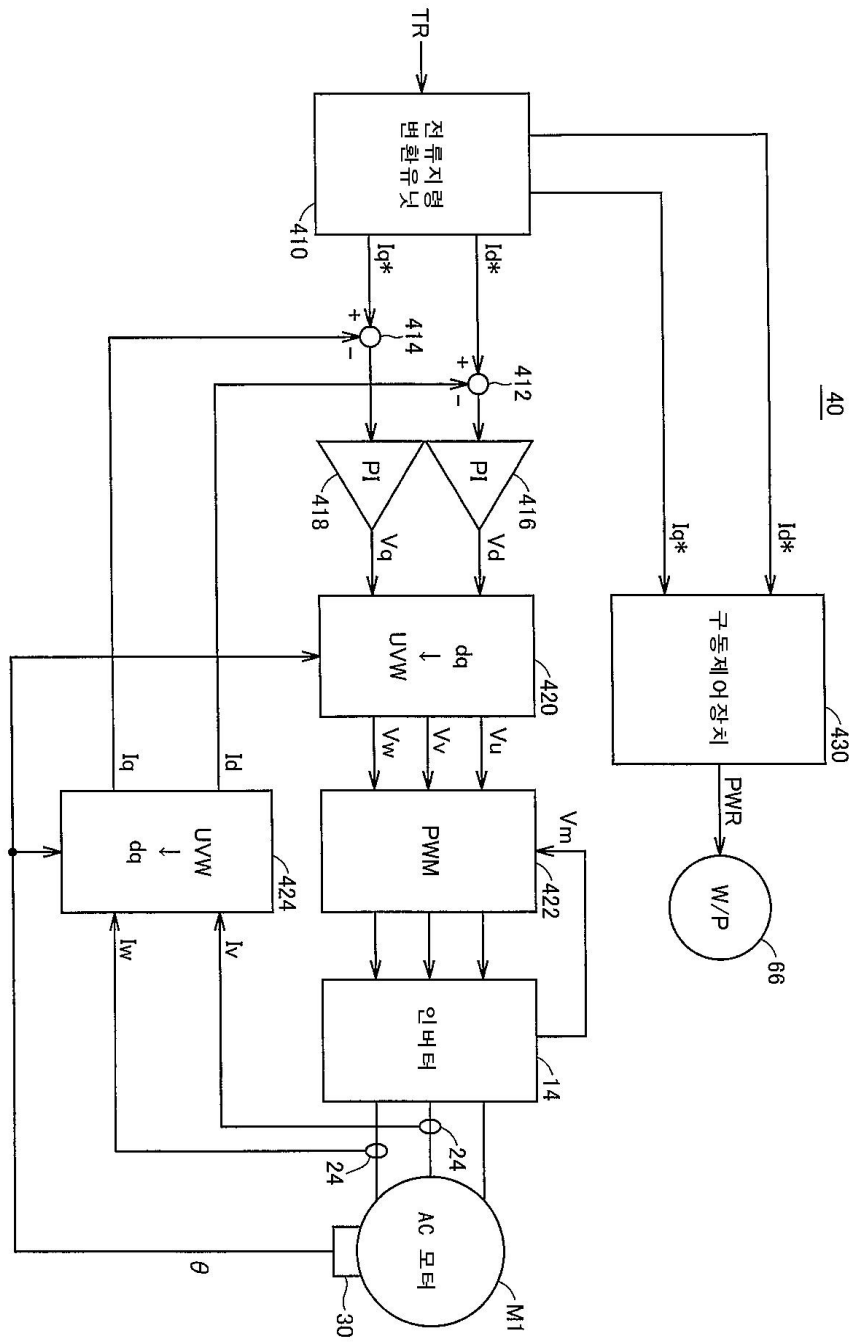 40
TR
전류지령
변환유닛
410
Id*
Iq*
Id*
Iq*
구동제어장치
430
PWR
W/P
66
+
-
412
+
-
414
PI
416
PI
418
Vd
Vq
dq
↓
UVW
420
Vu
Vv
Vw
PWM
422
Vm
인버터
14
24
24
AC 모터
M1
30
θ
Id
Iq
UVW
↓
dq
424
Iv
Iw